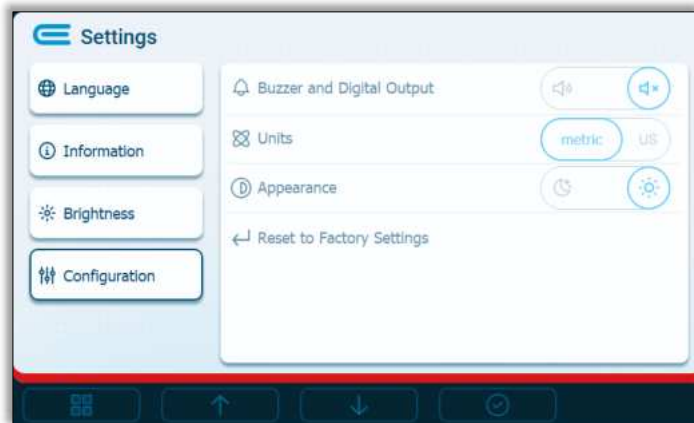 Settings
Language
Information
Brightness
Configuration
Buzzer and Digital Output
Units
metric US
Appearance
Reset to Factory Settings